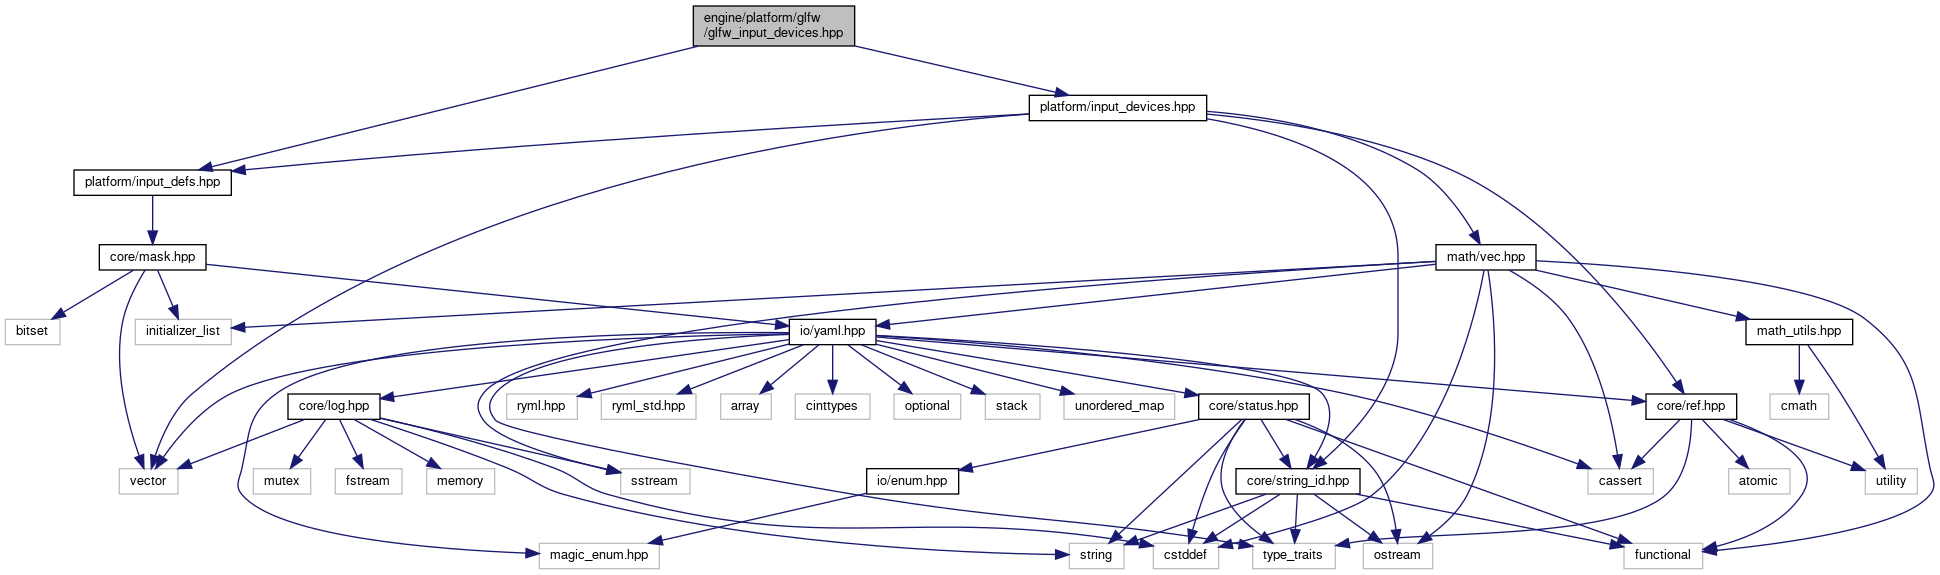 engine/platform/glfw
/glfw_input_devices.hpp
platform/input_devices.hpp
platform/input_defs.hpp
core/mask.hpp
math/vec.hpp
bitset
initializer_list
io/yaml.hpp
math_utils.hpp
core/log.hpp
ryml.hpp
ryml_std.hpp
array
cinttypes
optional
stack
unordered_map
core/status.hpp
core/ref.hpp
cmath
vector
mutex
fstream
memory
sstream
io/enum.hpp
core/string_id.hpp
cassert
atomic
utility
magic_enum.hpp
string
cstddef
type_traits
ostream
functional